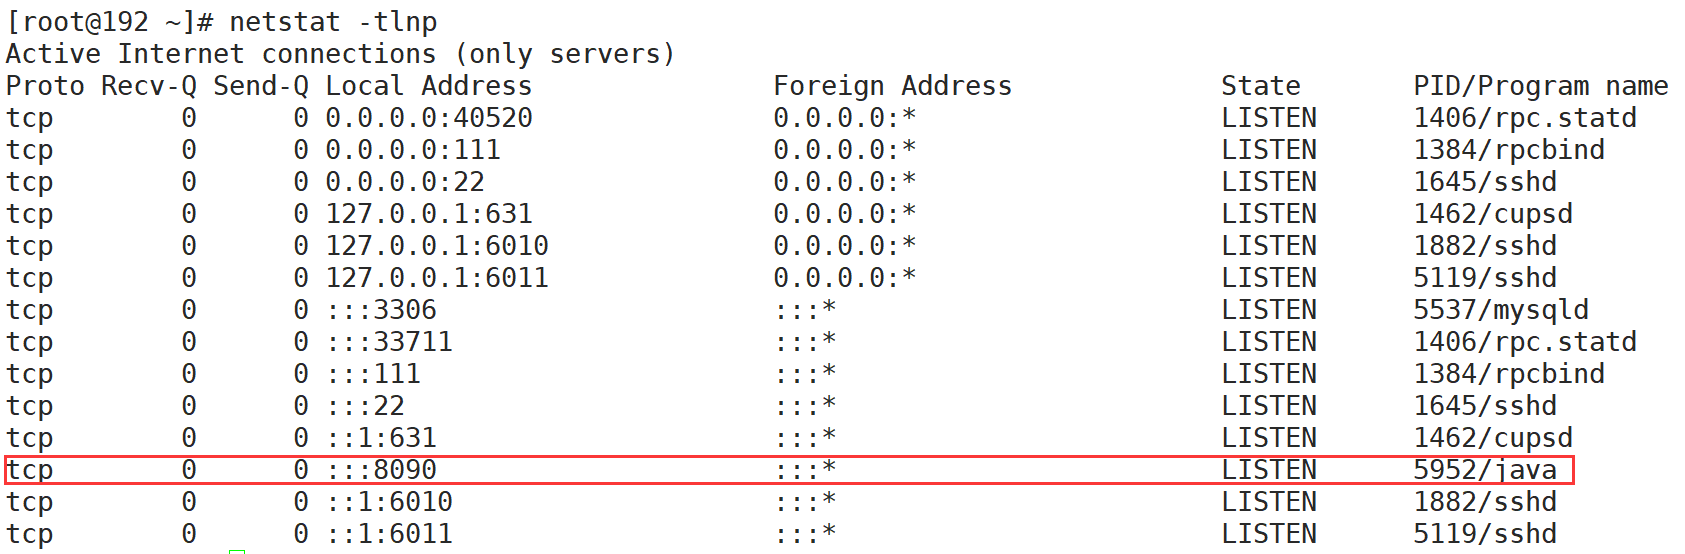 [root@192 ~]# netstat -tlnp
Active Internet connections (only servers)
Proto Recv-Q Send-Q Local Address               Foreign Address             State       PID/Program name
tcp        0      0 0.0.0.0:40520               0.0.0.0:*                   LISTEN      1406/rpc.statd
tcp        0      0 0.0.0.0:111                 0.0.0.0:*                   LISTEN      1384/rpcbind
tcp        0      0 0.0.0.0:22                  0.0.0.0:*                   LISTEN      1645/sshd
tcp        0      0 127.0.0.1:631               0.0.0.0:*                   LISTEN      1462/cupsd
tcp        0      0 127.0.0.1:6010              0.0.0.0:*                   LISTEN      1882/sshd
tcp        0      0 127.0.0.1:6011              0.0.0.0:*                   LISTEN      5119/sshd
tcp        0      0 :::3306                     :::*                        LISTEN      5537/mysqld
tcp        0      0 :::33711                    :::*                        LISTEN      1406/rpc.statd
tcp        0      0 :::111                      :::*                        LISTEN      1384/rpcbind
tcp        0      0 :::22                       :::*                        LISTEN      1645/sshd
tcp        0      0 ::1:631                     :::*                        LISTEN      1462/cupsd
tcp        0      0 :::8090                     :::*                        LISTEN      5952/java
tcp        0      0 ::1:6010                    :::*                        LISTEN      1882/sshd
tcp        0      0 ::1:6011                    :::*                        LISTEN      5119/sshd